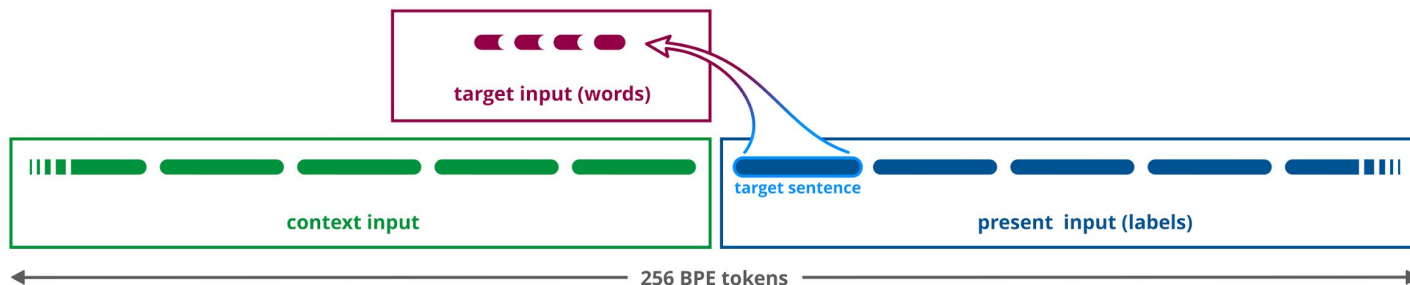 target input (words)
target sentence
context input
present input (labels)
256 BPE tokens